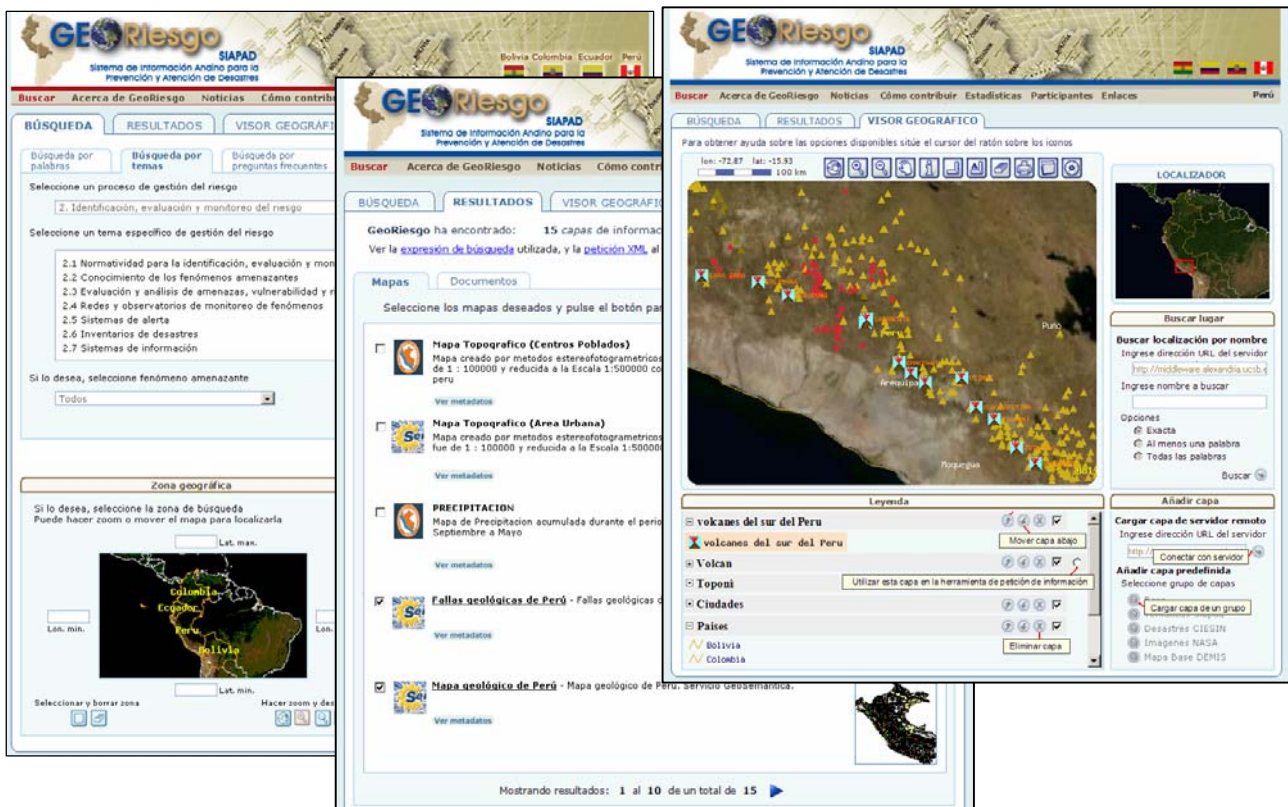 GEORiesgo
SIAPAD
Sistema de Información Andino para la
Prevención y Atención de Desastres
Bolivia Colombia Ecuador Perú
Buscar Acerca de GeoRiesgo Noticias Cómo contribu
BÚSQUEDA RESULTADOS VISOR GEOGRÁFI
Búsqueda por
palabras
Búsqueda por
temas
Búsqueda por
preguntas frecuentes
Seleccione un proceso de gestión del riesgo
2. Identificación, evaluación y monitoreo del riesgo
Seleccione un tema específico de gestión del riesgo
2.1 Normatividad para la identificación, evaluación y mon
2.2 Conocimiento de los fenómenos amenazantes
2.3 Evaluación y análisis de amenazas, vulnerabilidad y r
2.4 Redes y observatorios de monitoreo de fenómenos
2.5 Sistemas de alerta
2.6 Inventarios de desastres
2.7 Sistemas de información
Si lo desea, seleccione fenómeno amenazante
Todos
Zona geográfica
Si lo desea, seleccione la zona de búsqueda
Puede hacer zoom o mover el mapa para localizarla
Lat. max.
Colombia
Ecuador
Peru
Bolivia
Lon. min.
Lon.
Lat. min.
Seleccionar y borrar zona
Hacer zoom y des
GEORiesgo
Sistema de Información Andino para la
Prevención y Atención de Desastres
Buscar Acerca de GeoRiesgo Noticias Cómo contri
BÚSQUEDA RESULTADOS VISOR GEOGRÁFIC
GeoRiesgo ha encontrado: 15 capas de informac
Ver la expresión de búsqueda utilizada, y la petición XML al
Mapas Documentos
Seleccione los mapas deseados y pulse el botón par
Mapa Topografico (Centros Poblados)
Mapa creado por metodos estereofotogrametricos
de 1 : 100000 y reducida a la Escala 1:500000 co
peru
Ver metadatos
Mapa Topografico (Area Urbana)
Mapa creado por metodos estereofotogrametricos
fue de 1 : 100000 y reducida a la Escala 1:50000
Ver metadatos
PRECIPITACION
Mapa de Precipitacion acumulada durante el perio
Septiembre a Mayo
Ver metadatos
Fallas geológicas de Perú - Fallas geológicas d
Ver metadatos
Mapa geológico de Perú - Mapa geológico de Perú. Servicio GeoSemántica.
Ver metadatos
Mostrando resultados: 1 al 10 de un total de 15
GEORiesgo
SIAPAD
Sistema de Información Andino para la
Prevención y Atención de Desastres
Buscar Acerca de GeoRiesgo Noticias Cómo contribuir Estadísticas Participantes Enlaces Perú
BÚSQUEDA RESULTADOS VISOR GEOGRÁFICO
Para obtener ayuda sobre las opciones disponibles sitúe el cursor del ratón sobre los iconos
lon: -72.87 lat: -15.93
100 km
Peru
Puno
Arequipa
Moquegua
LOCALIZADOR
Buscar lugar
Buscar localización por nombre
Ingrese dirección URL del servidor
http://middleware.alexandria.ucsb.e
Ingrese nombre a buscar
Opciones
Exacta
Al menos una palabra
Todas las palabras
Buscar
Leyenda
volkanes del sur del Peru
Mover capa abajo
volcanes del sur del Peru
Volcan
Utilizar esta capa en la herramienta de petición de información
Toponi
Ciudades
Paises
Eliminar capa
Bolivia
Colombia
Añadir capa
Cargar capa de servidor remoto
Ingrese dirección URL del servidor
http:/
Conectar con servidor
Añadir capa predefinida
Seleccione grupo de capas
Cargar capa de un grupo
Desastres CIESIN
Imagenes NASA
Mapa Base DEMIS